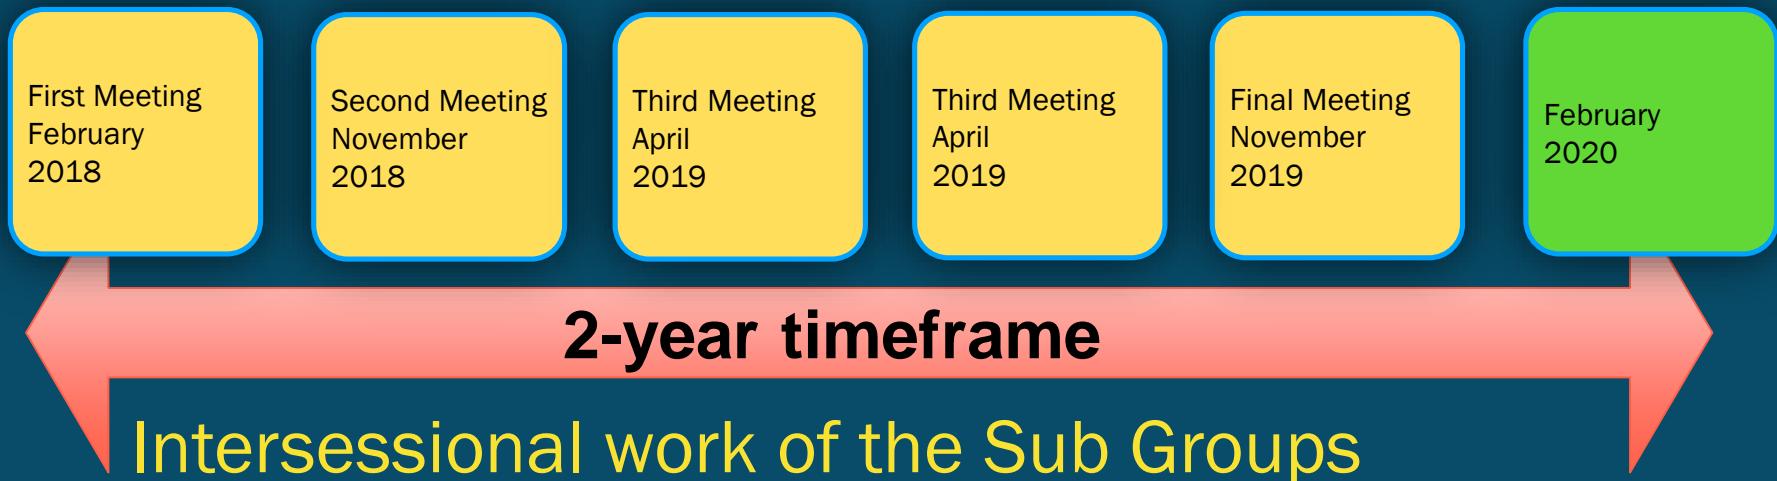 First Meeting
February
2018
Second Meeting
November
2018
Third Meeting
April
2019
Third Meeting
April
2019
Final Meeting
November
2019
February
2020
2-year timeframe
Intersessional work of the Sub Groups